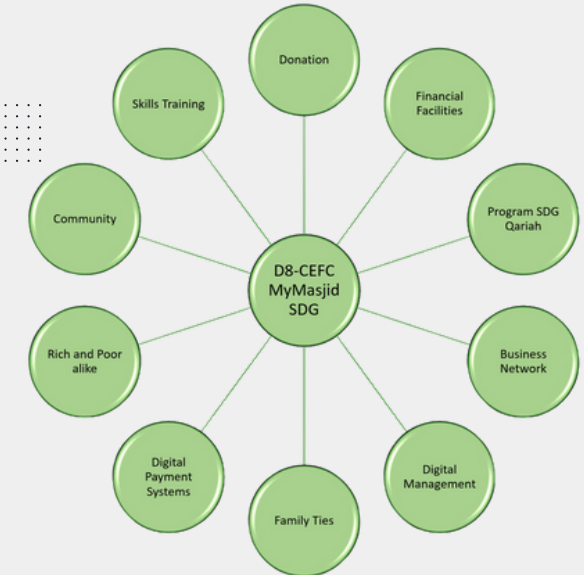 Donation
Financial
Facilities
Program SDG
Qariah
Business
Network
Digital
Management
Family Ties
Digital
Payment
Systems
Rich and Poor
alike
Community
Skills Training
D8-CEFC
MyMasjid
SDG